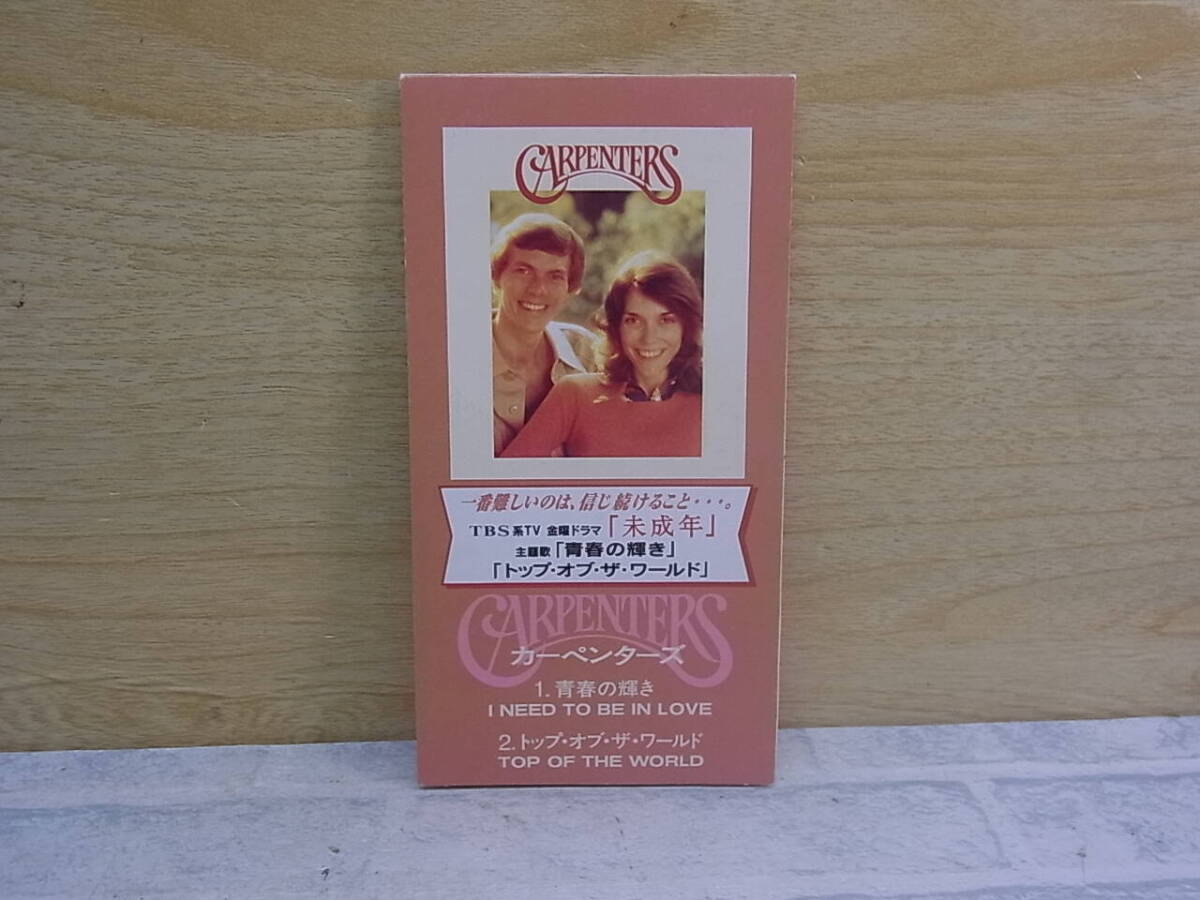 CARPENTERS
一番難しいのは、信じ続けること・・・。
TBS系TV 金曜ドラマ「未成年」
主題歌「青春の輝き」
「トップ・オブ・ザ・ワールド」
CARPENTERS
カーペンターズ
1. 青春の輝き
I NEED TO BE IN LOVE
2. トップ・オブ・ザ・ワールド
TOP OF THE WORLD